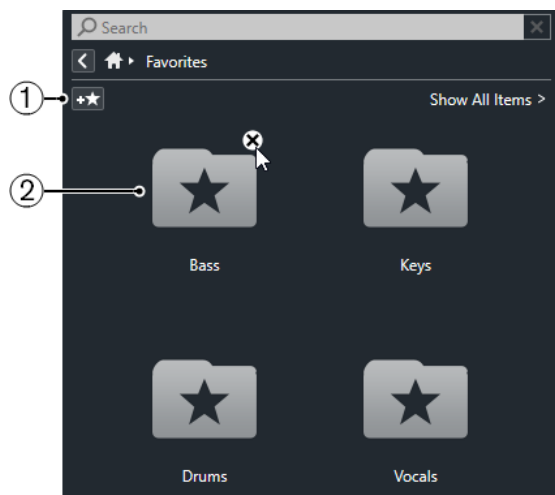 Search
Favorites
1
Show All Items >
2
Bass Keys
Drums Vocals